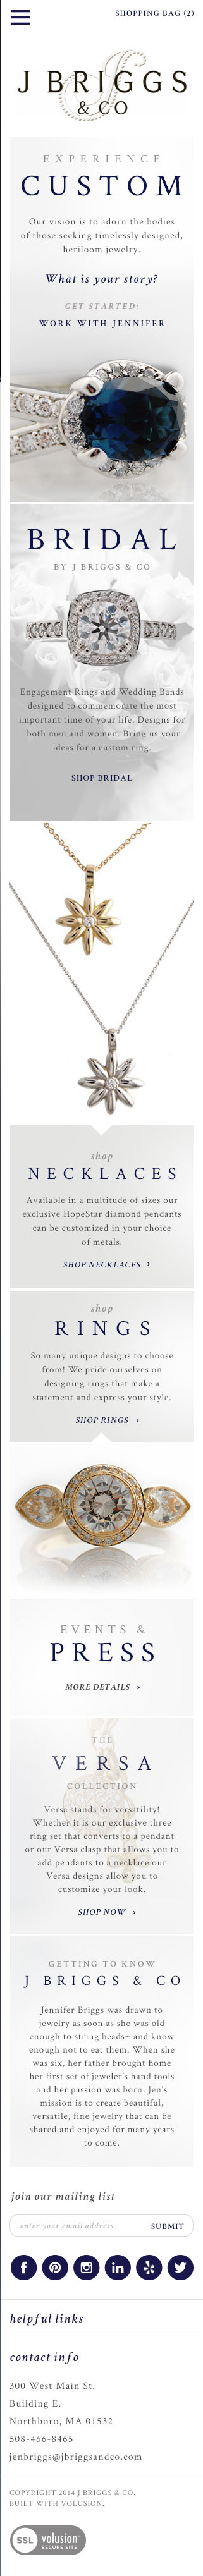 SHOPPING BAG (2)
J BRIGGS
& CO
EXPERIENCE
CUSTOM
Our vision is to adorn the bodies
of those seeking timelessly designed,
heriloom jewelry.
What is your story?
GET STARTED:
WORK WITH JENNIFER
BRIDAL
BY J BRIGGS & CO
Engagement Rings and Wedding Bands
designed to commemorate the most
important time of your life. Designs for
both men and women. Bring us your
ideas for a custom ring.
SHOP BRIDAL
shop
NECKLACES
Available in a multitude of sizes our
exclusive HopeStar diamond pendants
can be customized in your choice
of metals.
SHOP NECKLACES ›
shop
RINGS
So many unique designs to choose
from! We pride ourselves on
designing rings that make a
statement and express your style.
SHOP RINGS ›
EVENTS &
PRESS
MORE DETAILS ›
THE
VERSA
COLLECTION
Versa stands for versatility!
Whether it is our exclusive three
ring set that converts to a pendant
or our Versa clasp that allows you to
add pendants to a necklace our
Versa designs allow you to
customize your look.
SHOP NOW ›
GETTING TO KNOW
J BRIGGS & CO
Jennifer Briggs was drawn to
jewelry as soon as she was old
enough to string beads~ and know
enough not to eat them. When she
was six, her father brought home
her first set of jeweler's hand tools
and her passion was born. Jen's
mission is to create beautiful,
versatile, fine jewelry that can be
shared and enjoyed for many years
to come.
join our mailing list
enter your email address SUBMIT
helpful links
contact info
300 West Main St.
Building E.
Northboro, MA 01532
508-466-8465
jenbriggs@jbriggsandco.com
COPYRIGHT 2014 J BRIGGS & CO.
BUILT WITH VOLUSION.
SSL volusion
SECURE SITE